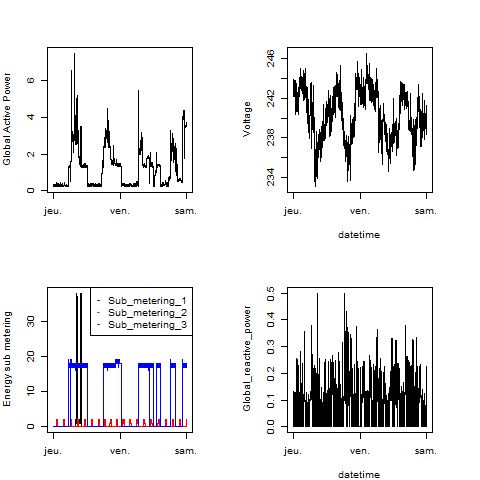 Global Active Power
6
4
2
0
jeu. ven. sam.
Voltage
246
242
238
234
jeu. ven. sam.
datetime
Energy sub metering
30
20
10
0
Sub_metering_1
Sub_metering_2
Sub_metering_3
jeu. ven. sam.
Global_reactive_power
0.5
0.4
0.3
0.2
0.1
0.0
jeu. ven. sam.
datetime